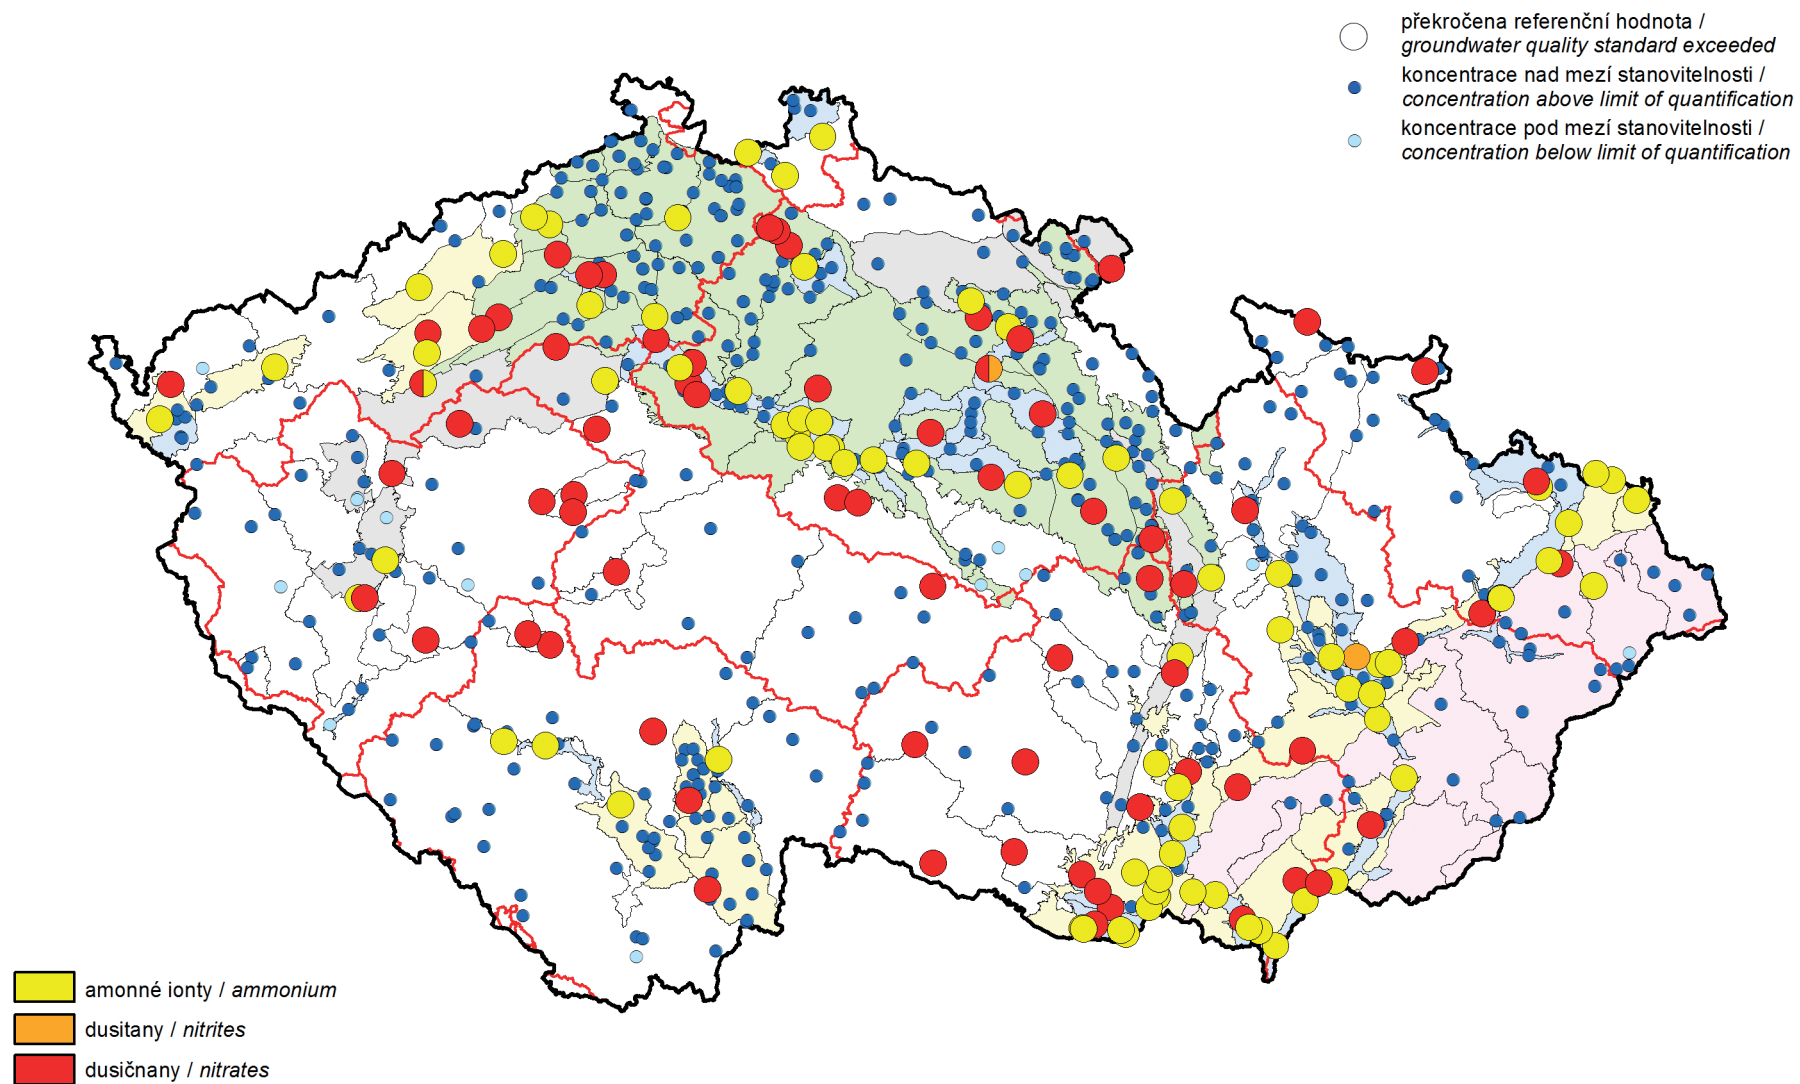 překročena referenční hodnota /
groundwater quality standard exceeded
koncentrace nad mezí stanovitelnosti /
concentration above limit of quantification
koncentrace pod mezí stanovitelnosti /
concentration below limit of quantification
amonné ionty / ammonium
dusitany / nitrites
dusičnany / nitrates